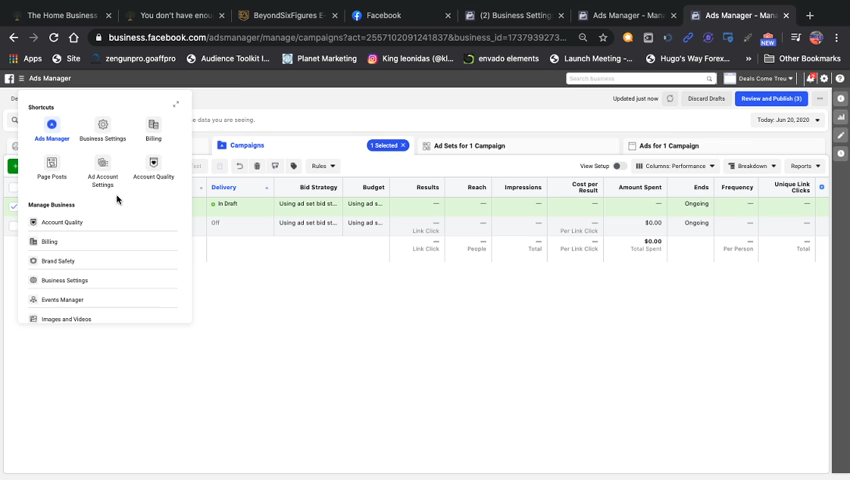 The Home Business
You don't have enou
BeyondSixFigures E
Facebook
(2) Business Setting
Ads Manager - Mana
Ads Manager - Mana
business.facebook.com/adsmanager/manage/campaigns?act=2557102091241837&business_id=1737939273...
NEW
Apps
Site
zengunpro.goaffpro
Audience Toolkit I...
Planet Marketing
King leonidas (@kl...
envado elements
Launch Meeting -...
Hugo's Way Forex...
»
Other Bookmarks
Ads Manager
Search business
Deals Come Treu
Updated just now
Discard Drafts
Review and Publish (3)
e data you are seeing.
Today: Jun 20, 2020
Campaigns
1 Selected ×
Ad Sets for 1 Campaign
Ads for 1 Campaign
Rules
View Setup
Columns: Performance
Breakdown
Reports
Delivery
Bid Strategy
Budget
Results
Reach
Impressions
Cost per Result
Amount Spent
Ends
Frequency
Unique Link Clicks
In Draft
Using ad set bid st...
Using ad s...
—
—
—
—
—
Ongoing
—
—
Off
Using ad set bid st...
Using ad s...
—
Link Click
—
—
—
Per Link Click
$0.00
Ongoing
—
—
—
Link Click
—
People
—
Total
—
Per Link Click
$0.00
Total Spent
—
Per Person
—
Total
Shortcuts
Ads Manager
Business Settings
Billing
Page Posts
Ad Account Settings
Account Quality
Manage Business
Account Quality
Billing
Brand Safety
Business Settings
Events Manager
Images and Videos